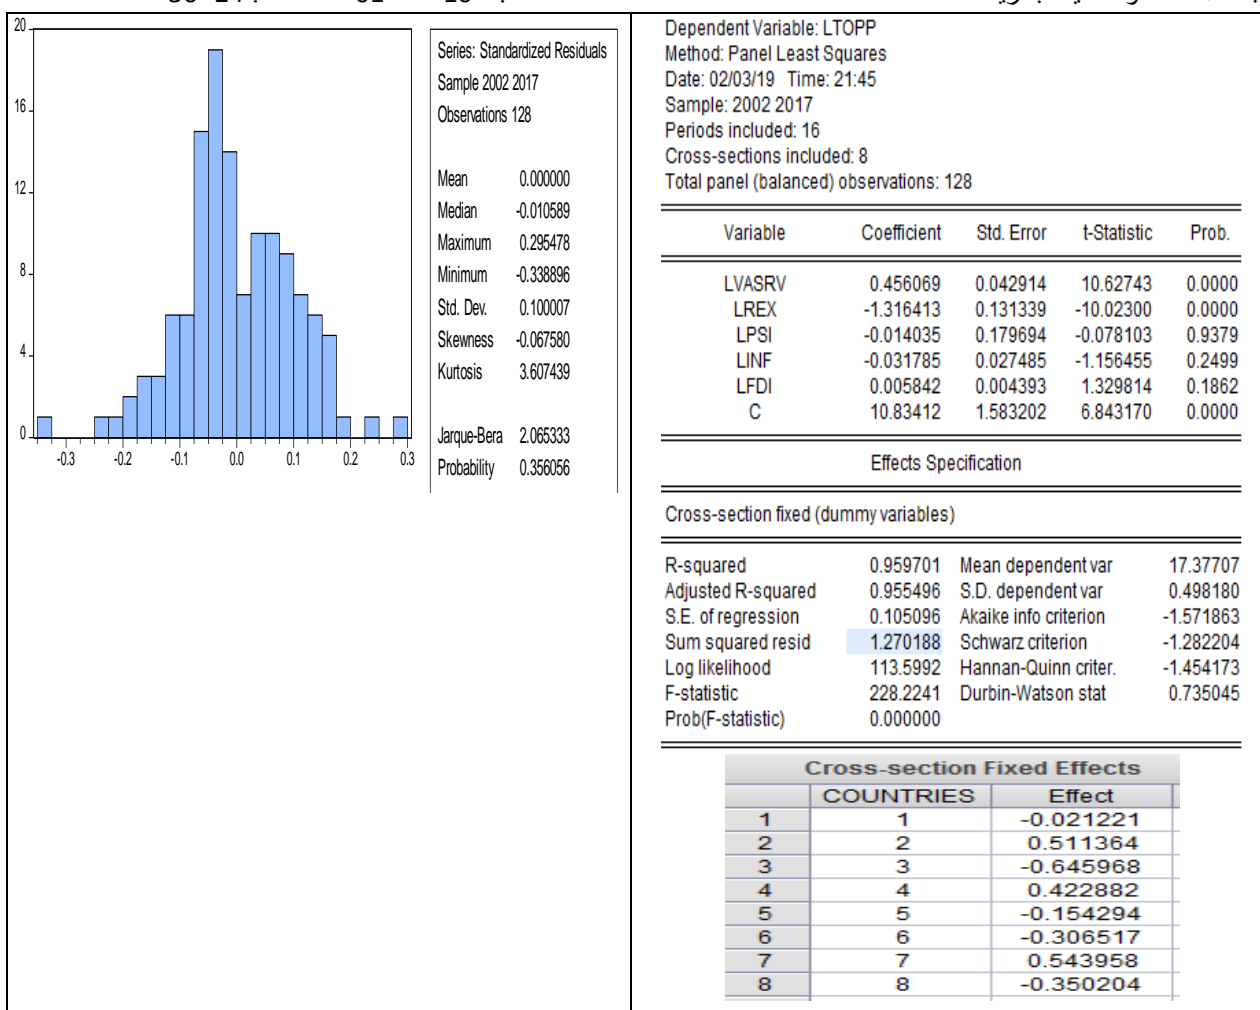 20
16
12
8
4
0
-0.3 -0.2 -0.1 0.0 0.1 0.2 0.3
Series: Standardized Residuals
Sample 2002 2017
Observations 128
Mean 0.000000
Median -0.010589
Maximum 0.295478
Minimum -0.338896
Std. Dev. 0.100007
Skewness -0.067580
Kurtosis 3.607439
Jarque-Bera 2.065333
Probability 0.356056
Dependent Variable: LTOPP
Method: Panel Least Squares
Date: 02/03/19 Time: 21:45
Sample: 2002 2017
Periods included: 16
Cross-sections included: 8
Total panel (balanced) observations: 128
Variable Coefficient Std. Error t-Statistic Prob.
LVASRV 0.456069 0.042914 10.62743 0.0000
LREX -1.316413 0.131339 -10.02300 0.0000
LPSI -0.014035 0.179694 -0.078103 0.9379
LINF -0.031785 0.027485 -1.156455 0.2499
LFDI 0.005842 0.004393 1.329814 0.1862
C 10.83412 1.583202 6.843170 0.0000
Effects Specification
Cross-section fixed (dummy variables)
R-squared 0.959701 Mean dependent var 17.37707
Adjusted R-squared 0.955496 S.D. dependent var 0.498180
S.E. of regression 0.105096 Akaike info criterion -1.571863
Sum squared resid 1.270188 Schwarz criterion -1.282204
Log likelihood 113.5992 Hannan-Quinn criter. -1.454173
F-statistic 228.2241 Durbin-Watson stat 0.735045
Prob(F-statistic) 0.000000
Cross-section Fixed Effects
COUNTRIES Effect
1 1 -0.021221
2 2 0.511364
3 3 -0.645968
4 4 0.422882
5 5 -0.154294
6 6 -0.306517
7 7 0.543958
8 8 -0.350204